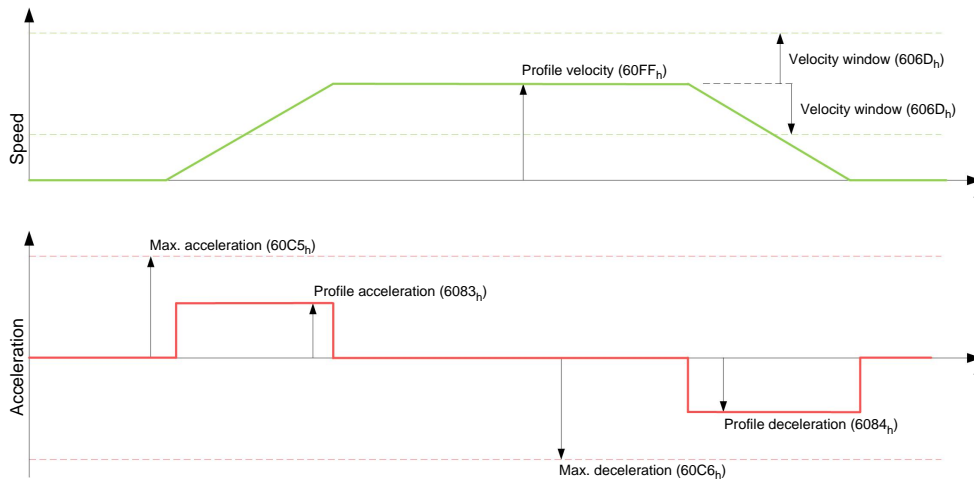 Profile velocity (60FFh)
Velocity window (606Dh)
Velocity window (606Dh)
Speed
Max. acceleration (60C5h)
Profile acceleration (6083h)
Acceleration
Profile deceleration (6084h)
Max. deceleration (60C6h)